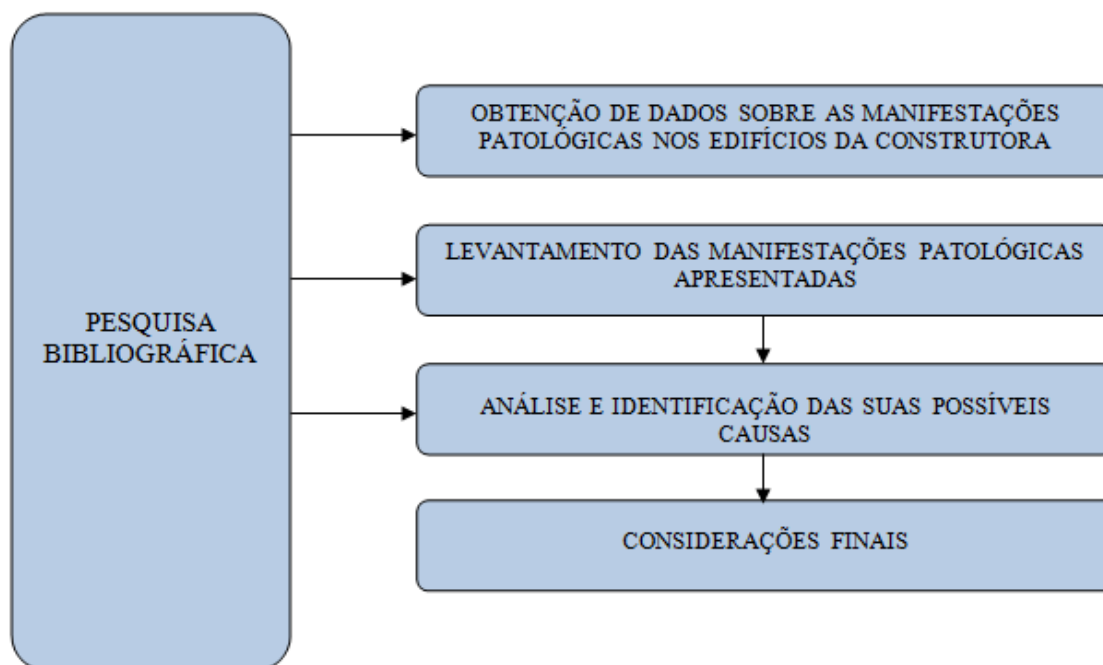 PESQUISA
BIBLIOGRÁFICA
OBTENÇÃO DE DADOS SOBRE AS MANIFESTAÇÕES
PATOLÓGICAS NOS EDIFÍCIOS DA CONSTRUTORA
LEVANTAMENTO DAS MANIFESTAÇÕES PATOLÓGICAS
APRESENTADAS
ANÁLISE E IDENTIFICAÇÃO DAS SUAS POSSÍVEIS
CAUSAS
CONSIDERAÇÕES FINAIS